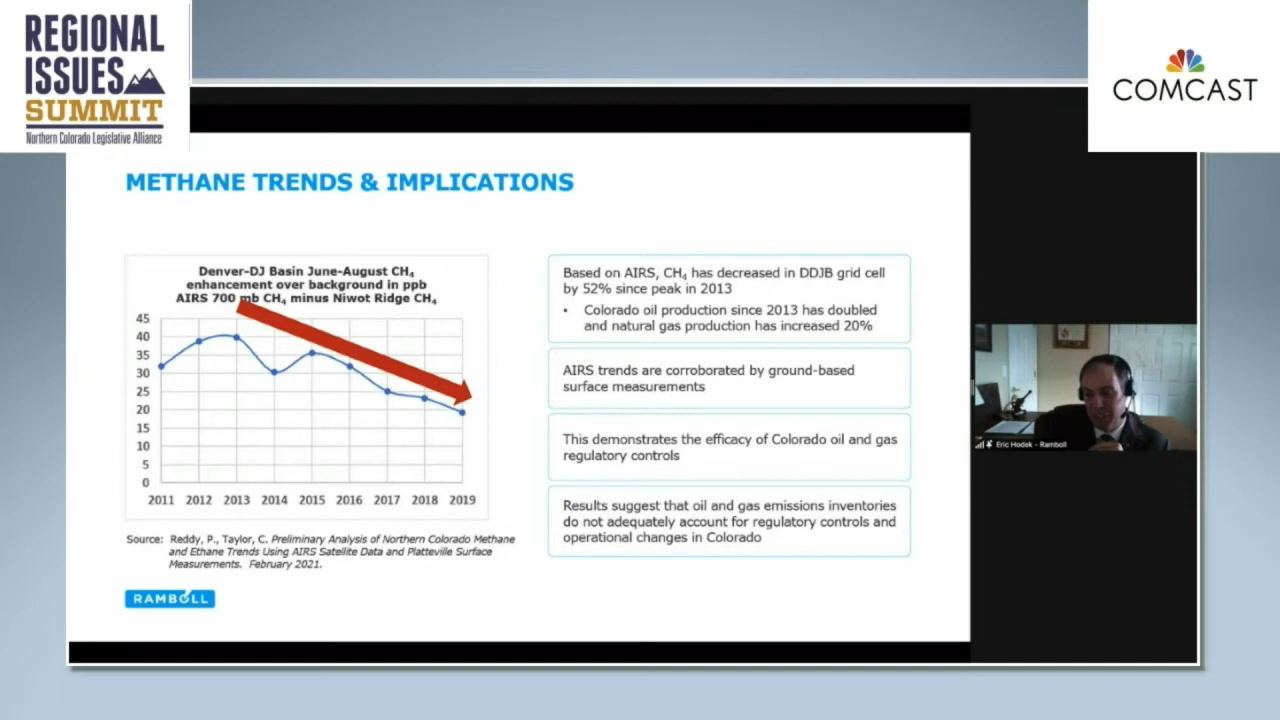 REGIONAL
ISSUES
SUMMIT
Northern Colorado Legislative Alliance
COMCAST
METHANE TRENDS & IMPLICATIONS
Denver-DJ Basin June-August CH₄
enhancement over background in ppb
AIRS 700 mb CH₄ minus Niwot Ridge CH₄
45
40
35
30
25
20
15
10
5
0
2011 2012 2013 2014 2015 2016 2017 2018 2019
Source: Reddy, P., Taylor, C. Preliminary Analysis of Northern Colorado Methane
and Ethane Trends Using AIRS Satellite Data and Platteville Surface
Measurements. February 2021.
RAMBOLL
Based on AIRS, CH₄ has decreased in DDJB grid cell
by 52% since peak in 2013
• Colorado oil production since 2013 has doubled
and natural gas production has increased 20%
AIRS trends are corroborated by ground-based
surface measurements
This demonstrates the efficacy of Colorado oil and gas
regulatory controls
Results suggest that oil and gas emissions inventories
do not adequately account for regulatory controls and
operational changes in Colorado
Eric Hodek - Ramboll